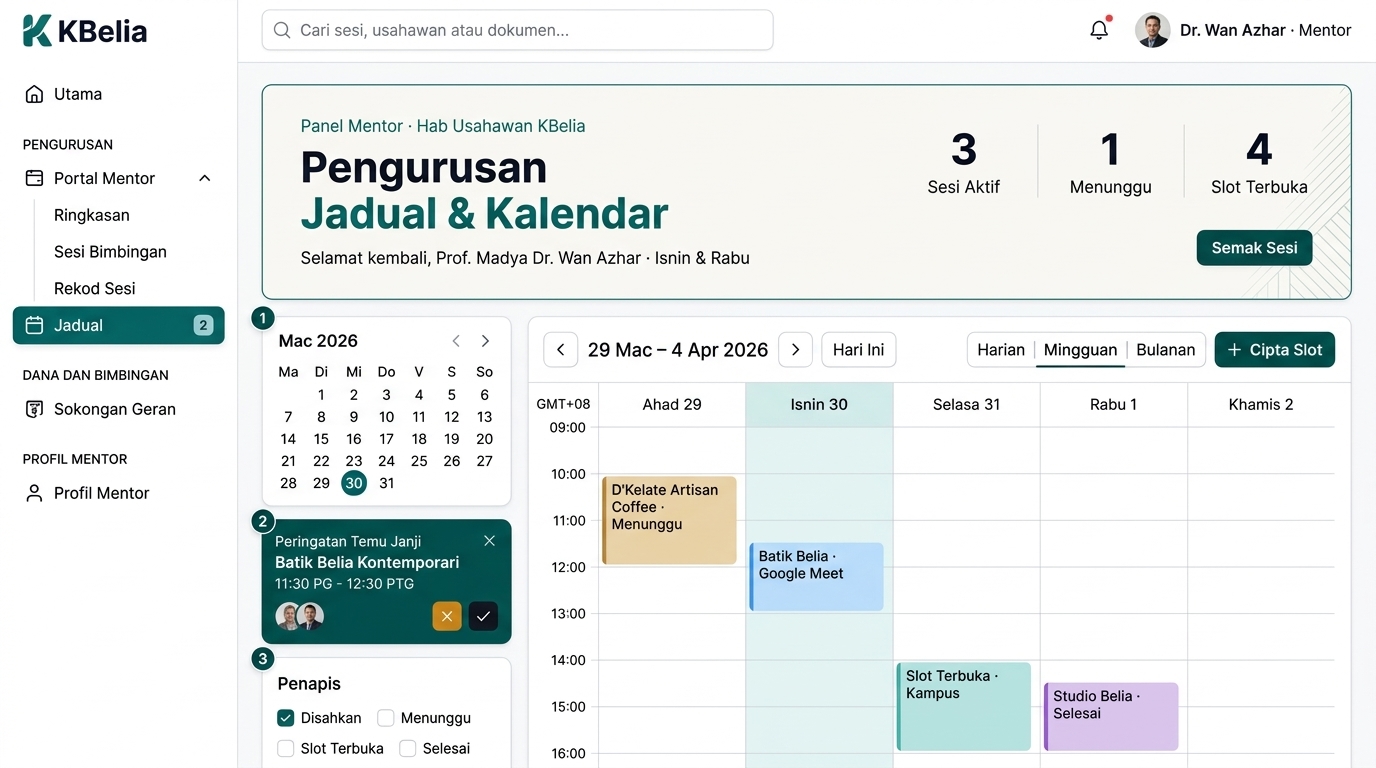 KBelia
Cari sesi, usahawan atau dokumen...
Dr. Wan Azhar · Mentor
Utama
PENGURUSAN
Portal Mentor
Ringkasan
Sesi Bimbingan
Rekod Sesi
Jadual 2
DANA DAN BIMBINGAN
Sokongan Geran
PROFIL MENTOR
Profil Mentor
Panel Mentor · Hab Usahawan KBelia
Pengurusan
Jadual & Kalendar
Selamat kembali, Prof. Madya Dr. Wan Azhar · Isnin & Rabu
3 1 4
Sesi Aktif Menunggu Slot Terbuka
Semak Sesi
1
Mac 2026
Ma Di Mi Do V S So
1 2 3 4 5 6
7 8 9 10 11 12 13
14 15 16 17 18 19 20
21 22 23 24 25 26 27
28 29 30 31
2
Peringatan Temu Janji
Batik Belia Kontemporari
11:30 PG - 12:30 PTG
3
Penapis
Disahkan Menunggu
Slot Terbuka Selesai
29 Mac – 4 Apr 2026 Hari Ini Harian Mingguan Bulanan + Cipta Slot
GMT+08 Ahad 29 Isnin 30 Selasa 31 Rabu 1 Khamis 2
09:00
10:00
11:00
12:00
13:00
14:00
15:00
16:00
D'Kelate Artisan
Coffee ·
Menunggu
Batik Belia ·
Google Meet
Slot Terbuka ·
Kampus
Studio Belia ·
Selesai